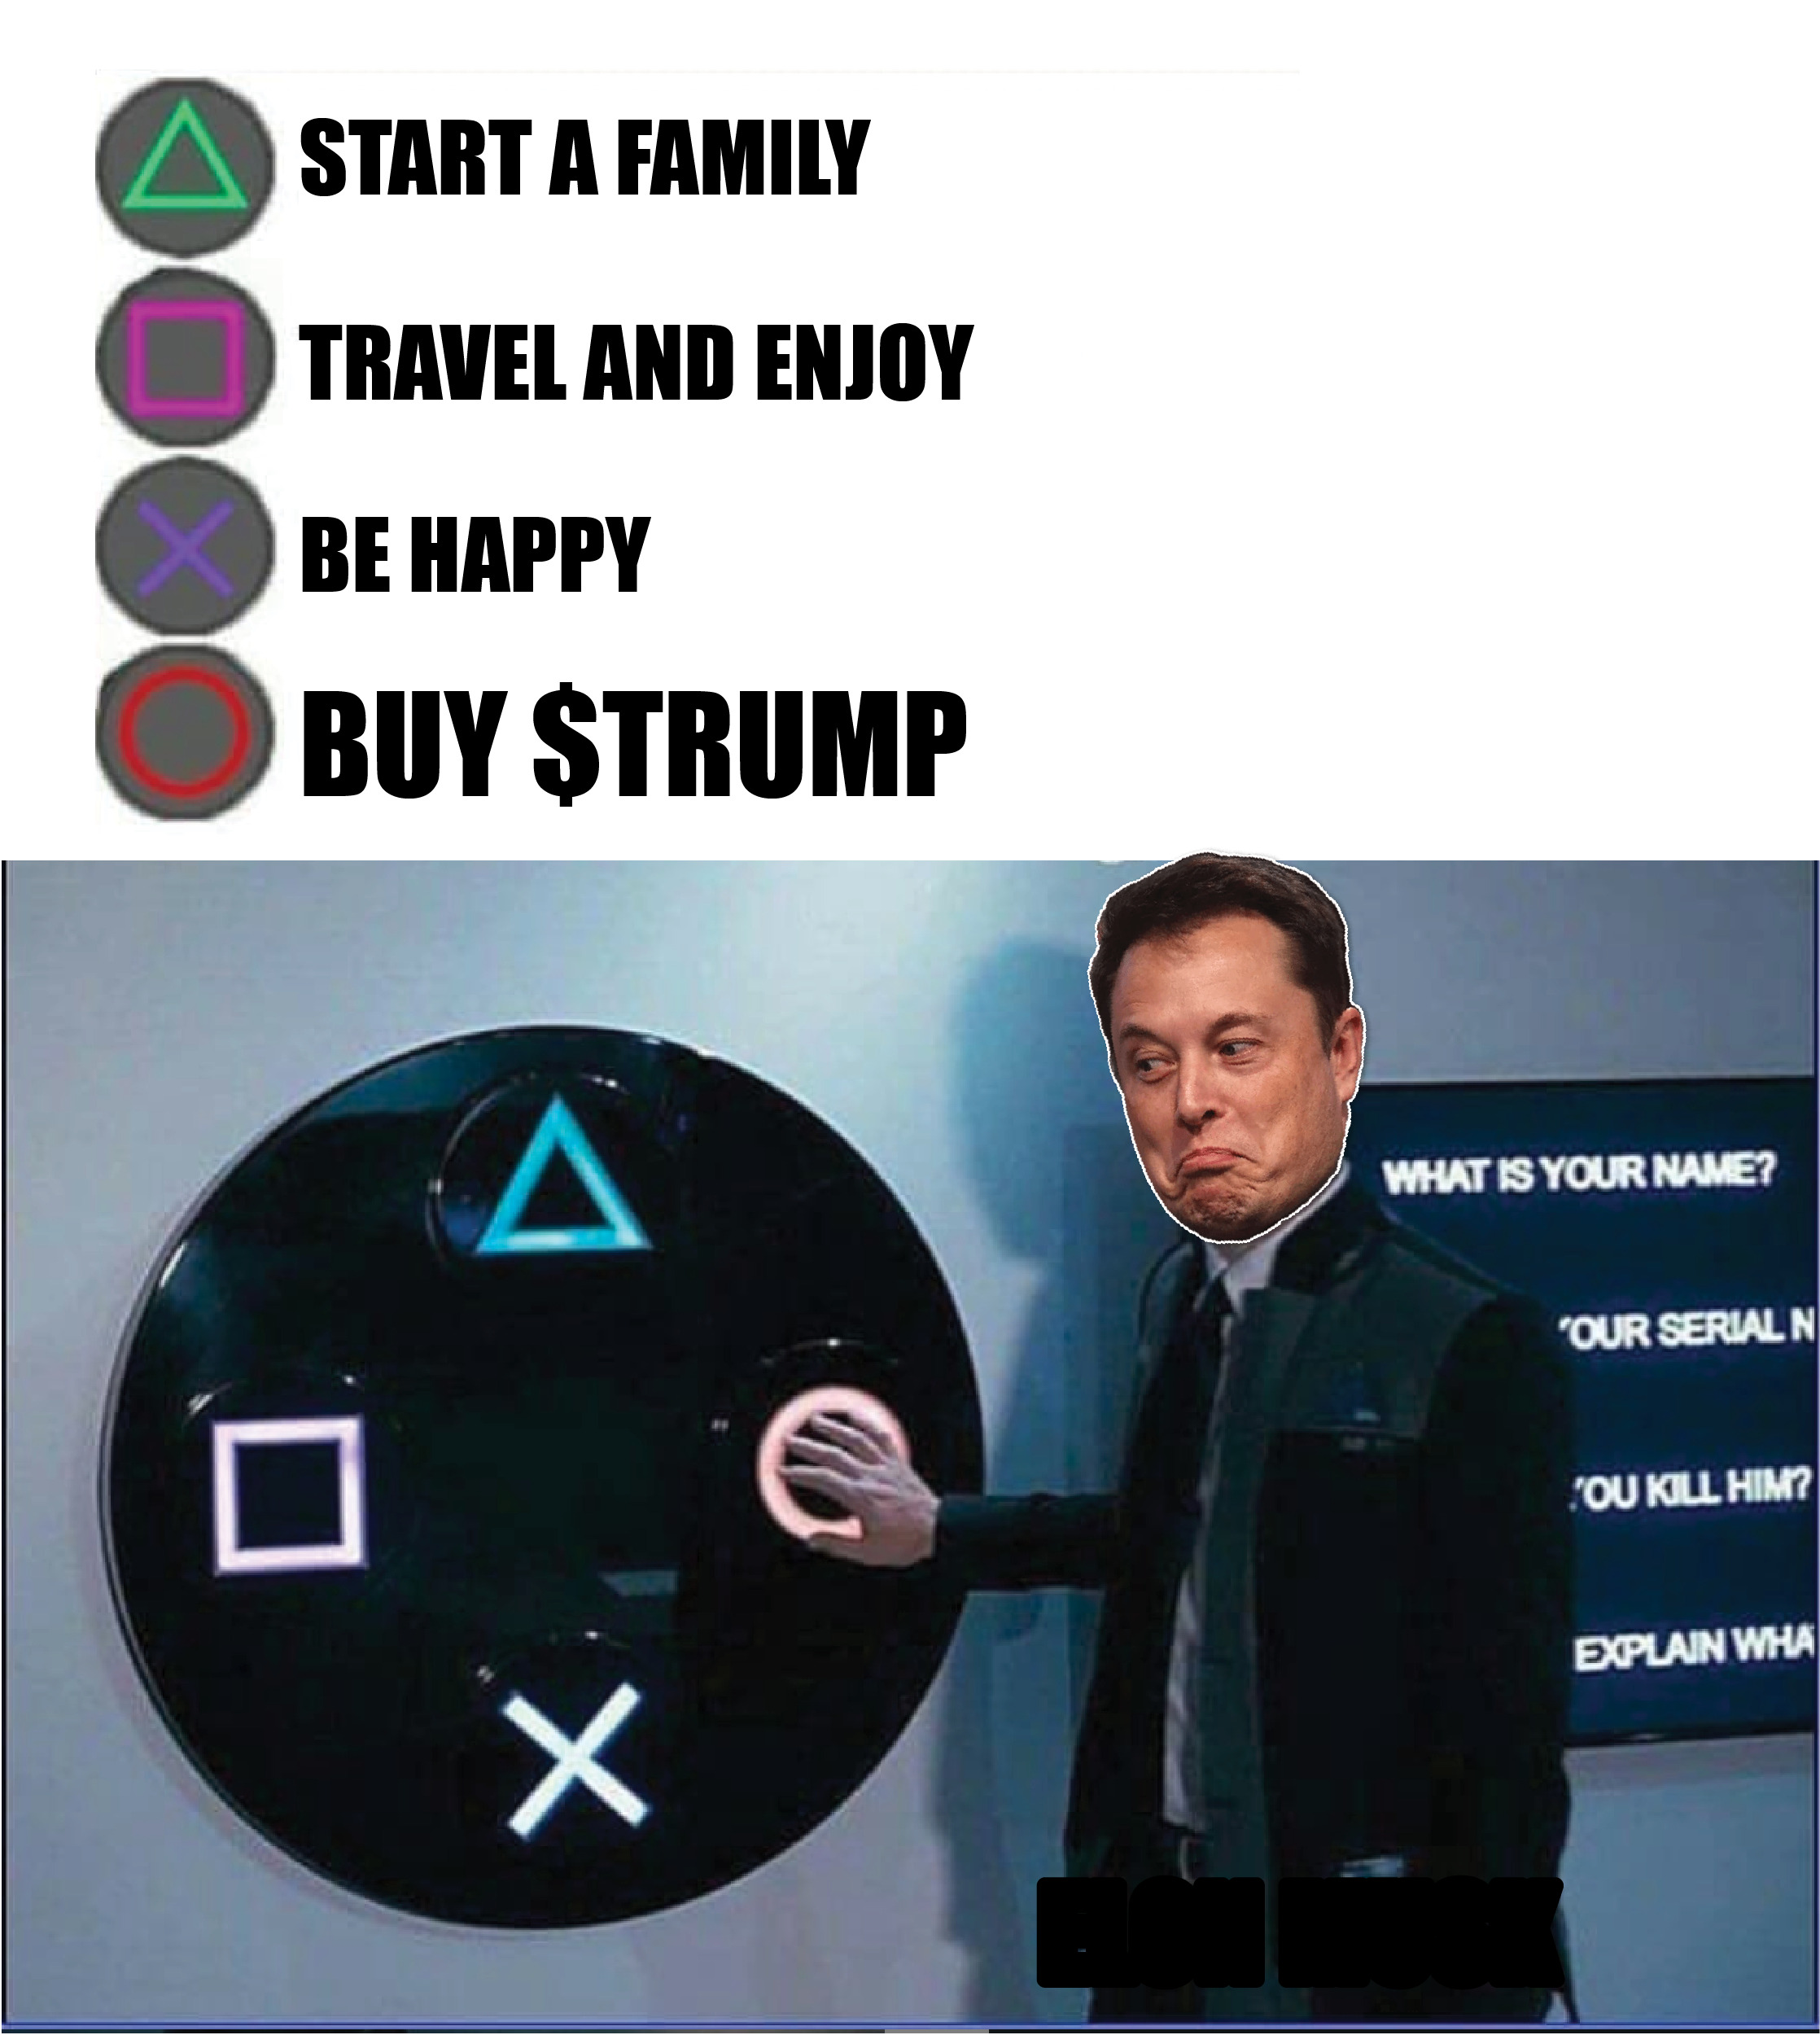 START A FAMILY
TRAVEL AND ENJOY
BE HAPPY
BUY $TRUMP
WHAT IS YOUR NAME?
OUR SERIAL N
OU KILL HIM?
EXPLAIN WHA